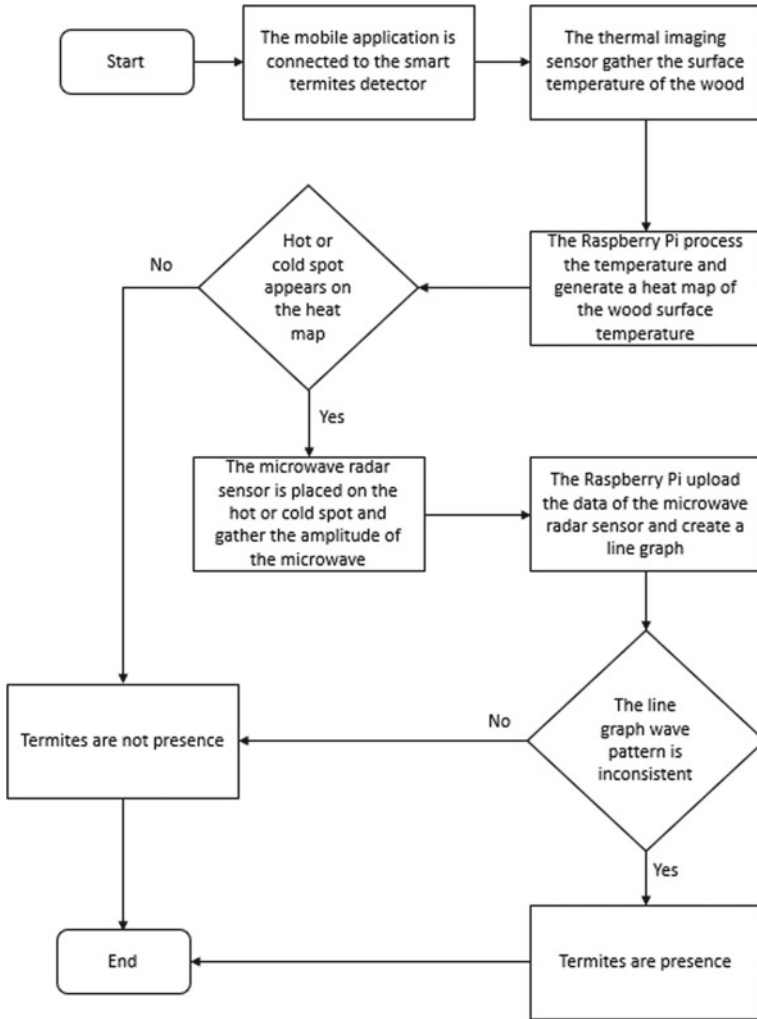 Start
The mobile application is
connected to the smart
termites detector
The thermal imaging
sensor gather the surface
temperature of the wood
The Raspberry Pi process
the temperature and
generate a heat map of
the wood surface
temperature
Hot or
cold spot
appears on
the heat
map
No
Yes
The microwave radar
sensor is placed on the
hot or cold spot and
gather the amplitude of
the microwave
The Raspberry Pi upload
the data of the microwave
radar sensor and create a
line graph
The line
graph wave
pattern is
inconsistent
No
Termites are not presence
Yes
Termites are presence
End